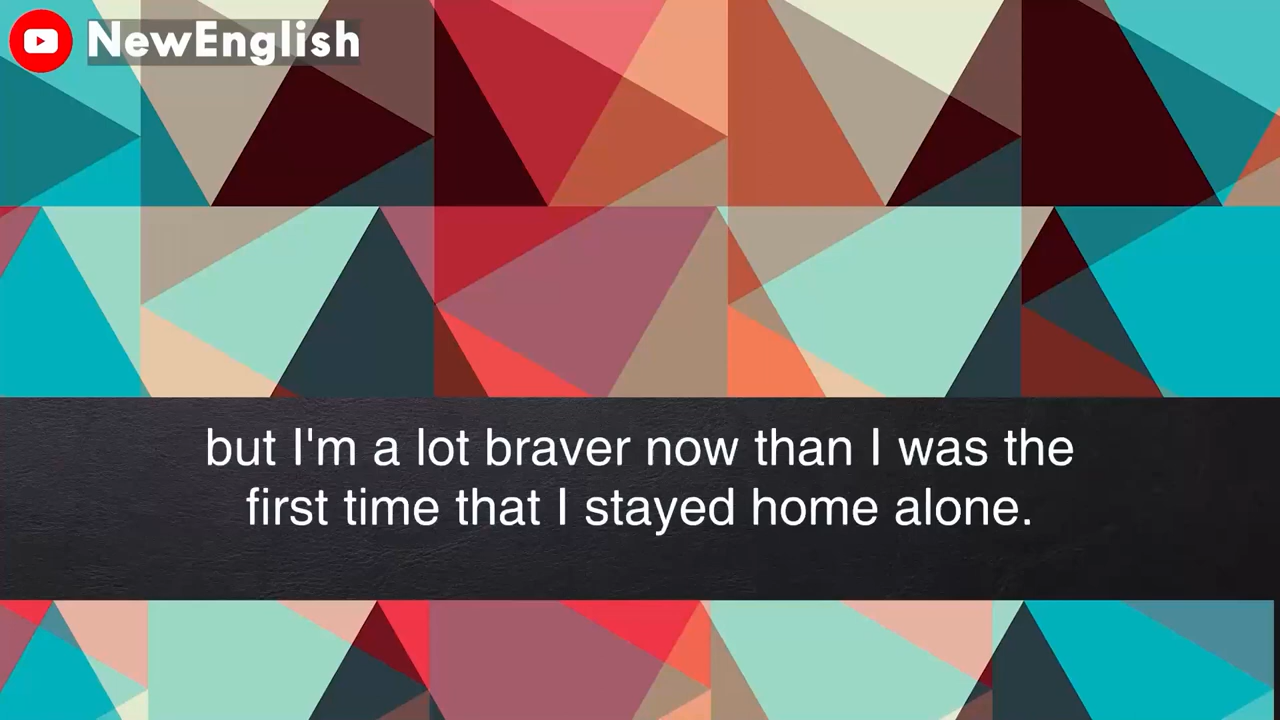 NewEnglish
but I'm a lot braver now than I was the
first time that I stayed home alone.